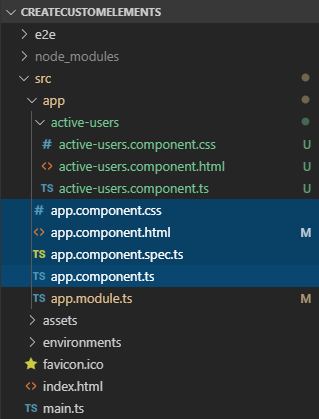 CREATECUSTOMELEMENTS
e2e
node_modules
src
app
active-users
# active-users.component.css U
<> active-users.component.html U
TS active-users.component.ts U
# app.component.css
<> app.component.html M
TS app.component.spec.ts
TS app.component.ts
TS app.module.ts M
assets
environments
favicon.ico
<> index.html
TS main.ts